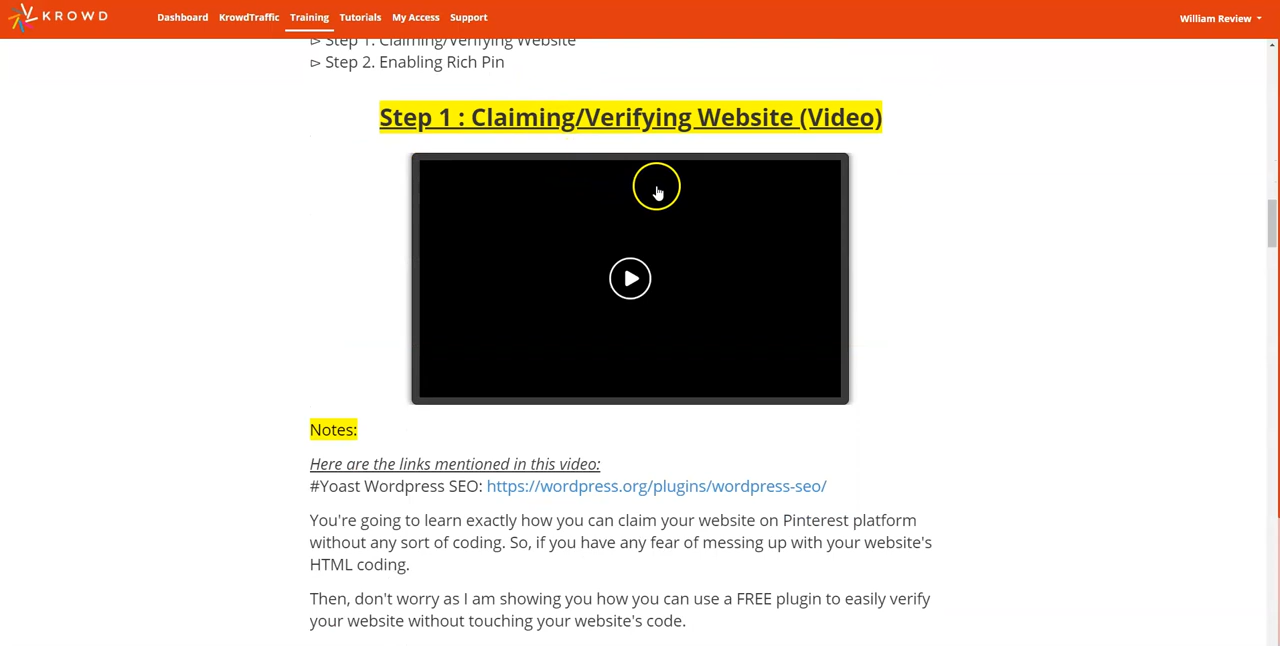 KROWD
Dashboard KrowdTraffic Training Tutorials My Access Support
William Review
▻ Step 1. Claiming/Verifying Website
▻ Step 2. Enabling Rich Pin
Step 1 : Claiming/Verifying Website (Video)
Notes:
Here are the links mentioned in this video:
#Yoast Wordpress SEO: https://wordpress.org/plugins/wordpress-seo/
You're going to learn exactly how you can claim your website on Pinterest platform
without any sort of coding. So, if you have any fear of messing up with your website's
HTML coding.
Then, don't worry as I am showing you how you can use a FREE plugin to easily verify
your website without touching your website's code.